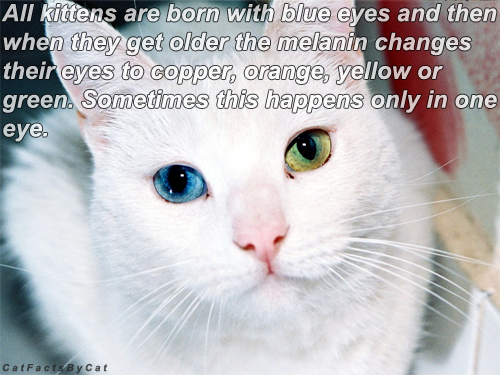 All kittens are born with blue eyes and then
when they get older the melanin changes
their eyes to copper, orange, yellow or
green. Sometimes this happens only in one
eye.
CatFactsByCat